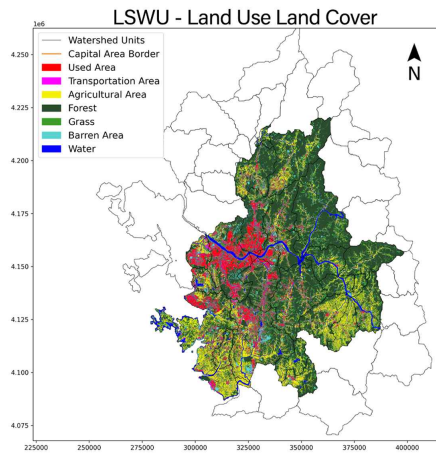 LSWU - Land Use Land Cover
1e6
Watershed Units
Capital Area Border
Used Area
Transportation Area
Agricultural Area
Forest
Grass
Barren Area
Water
N
4.250
4.225
4.200
4.175
4.150
4.125
4.100
4.075
225000 250000 275000 300000 325000 350000 375000 400000